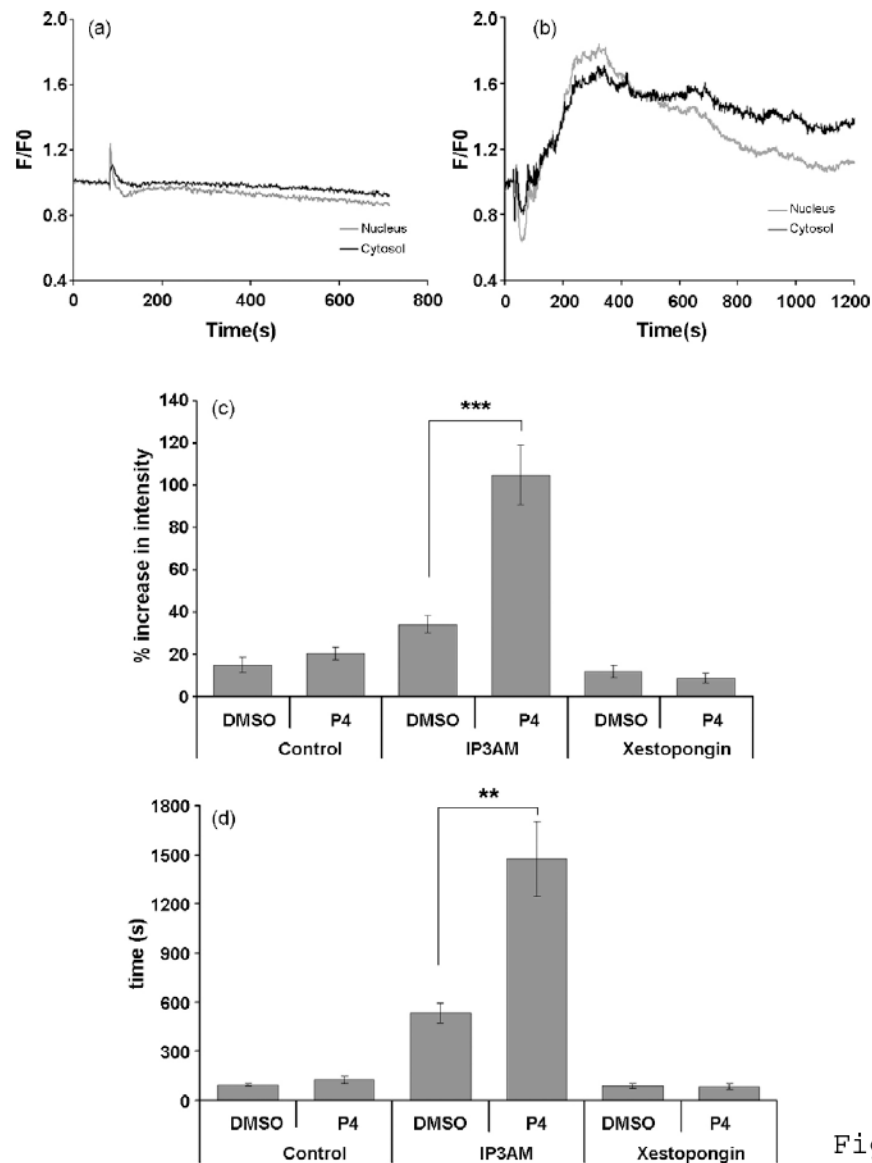 (a)
2.0
1.6
1.2
0.8
0.4
F/F0
Nucleus
Cytosol
0 200 400 600 800
Time(s)
(b)
2.0
1.6
1.2
0.8
0.4
F/F0
Nucleus
Cytosol
0 200 400 600 800 1000 1200
Time(s)
(c)
***
140
120
100
80
60
40
20
0
% increase in intensity
DMSO P4 DMSO P4 DMSO P4
Control IP3AM Xestopongin
(d)
**
1800
1500
1200
900
600
300
0
time (s)
DMSO P4 DMSO P4 DMSO P4
Control IP3AM Xestopongin